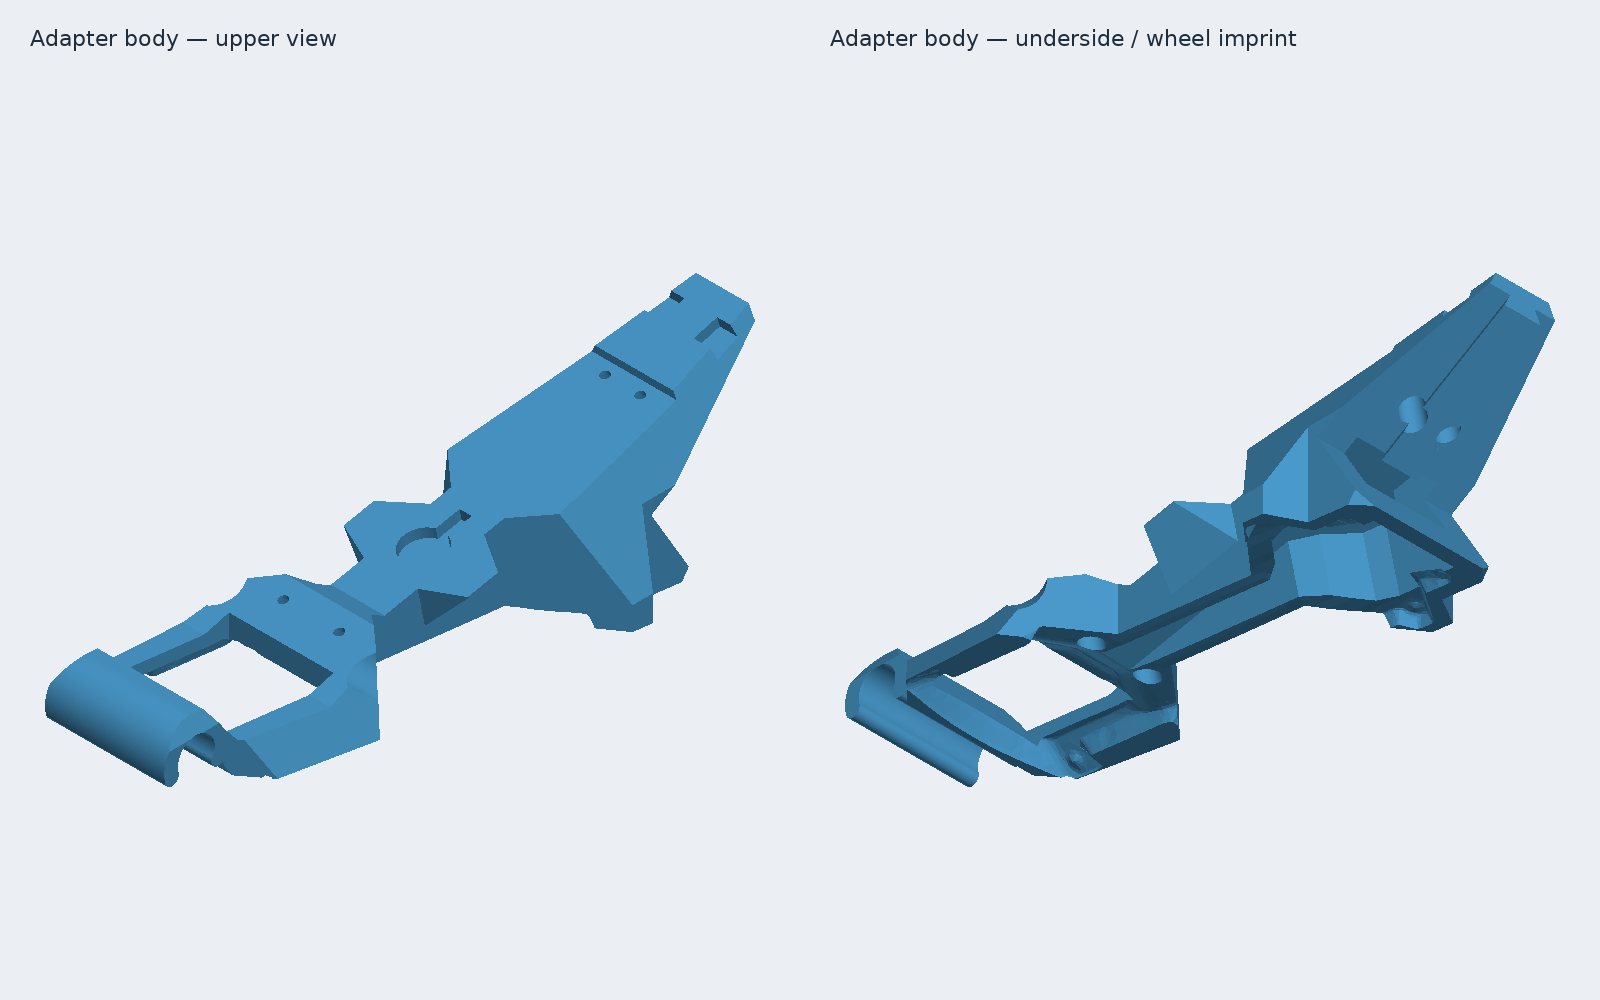 Adapter body — upper view
Adapter body — underside / wheel imprint